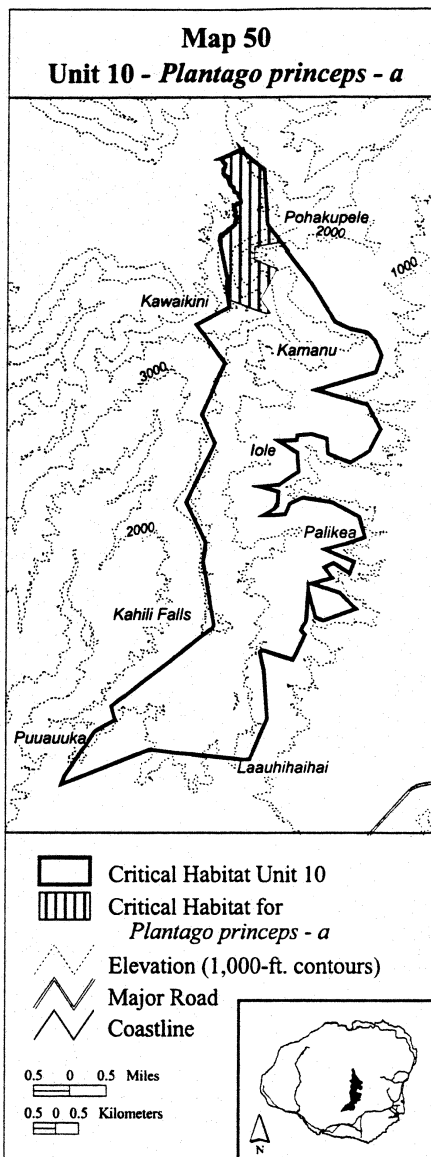 Map 50
Unit 10 - Plantago princeps - a
Pohakupele
2000
1000
Kawaikini
Kamanu
3000
Iole
2000
Palikea
Kahili Falls
Puuauuka
Laauhihaihai
Critical Habitat Unit 10
Critical Habitat for
Plantago princeps - a
Elevation (1,000-ft. contours)
Major Road
Coastline
0.5 0 0.5 Miles
0.5 0 0.5 Kilometers
N